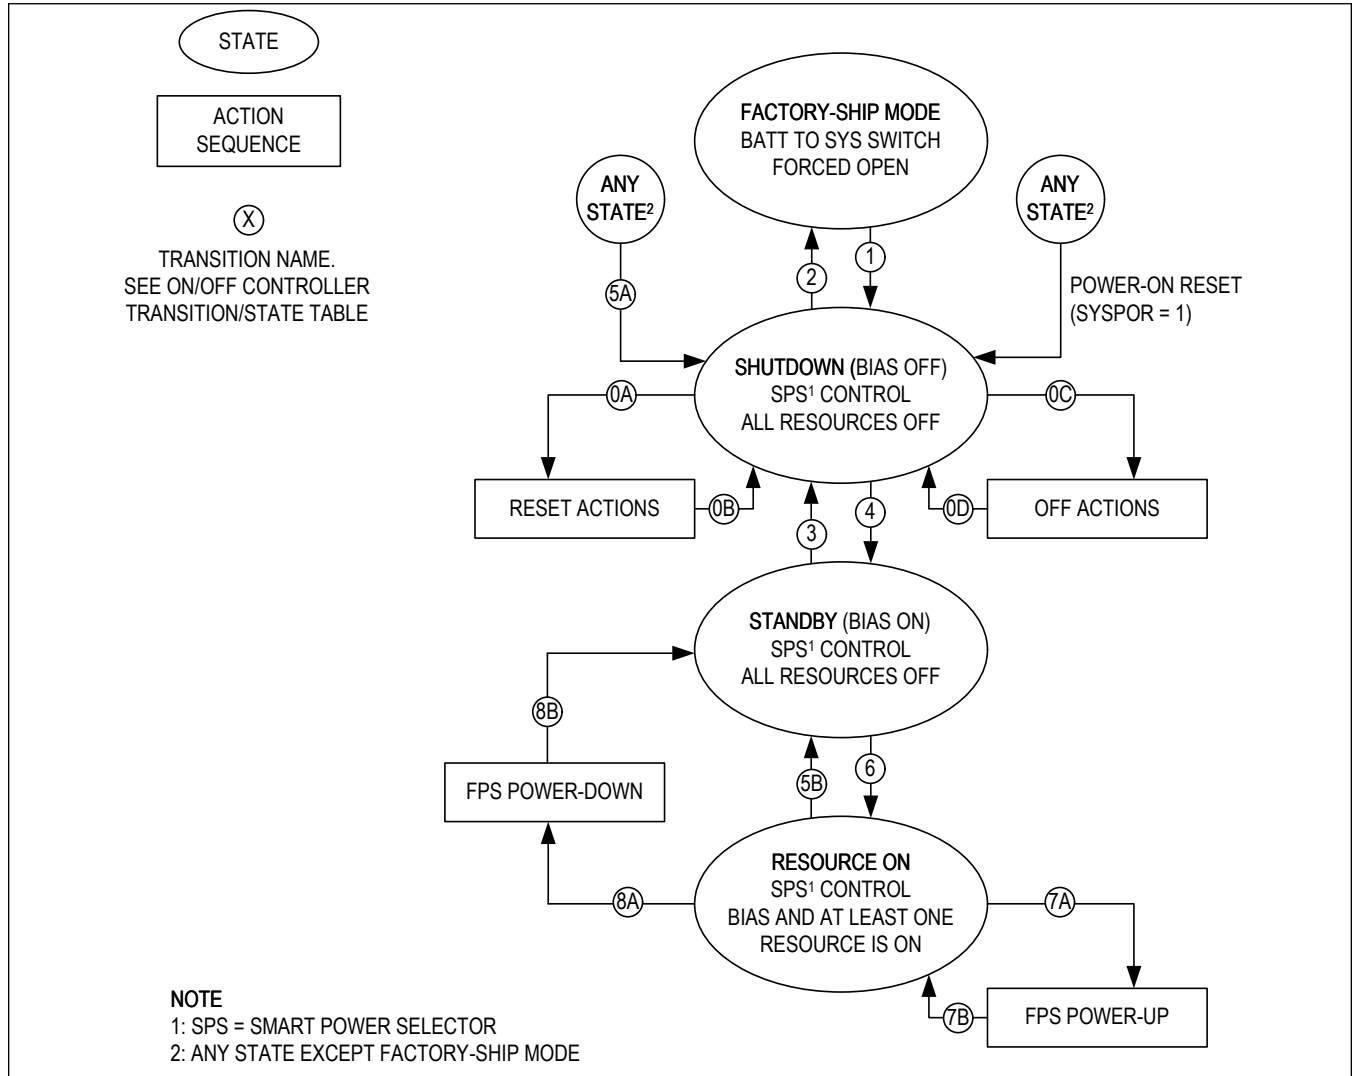 STATE
ACTION
SEQUENCE
X
TRANSITION NAME.
SEE ON/OFF CONTROLLER
TRANSITION/STATE TABLE
FACTORY-SHIP MODE
BATT TO SYS SWITCH
FORCED OPEN
ANY
STATE²
ANY
STATE²
5A
2
1
POWER-ON RESET
(SYSPOR = 1)
SHUTDOWN (BIAS OFF)
SPS¹ CONTROL
ALL RESOURCES OFF
0A
0C
RESET ACTIONS
0B
3
4
0D
OFF ACTIONS
STANDBY (BIAS ON)
SPS¹ CONTROL
ALL RESOURCES OFF
8B
FPS POWER-DOWN
5B
6
RESOURCE ON
SPS¹ CONTROL
BIAS AND AT LEAST ONE
RESOURCE IS ON
8A
7A
7B
FPS POWER-UP
NOTE
1: SPS = SMART POWER SELECTOR
2: ANY STATE EXCEPT FACTORY-SHIP MODE